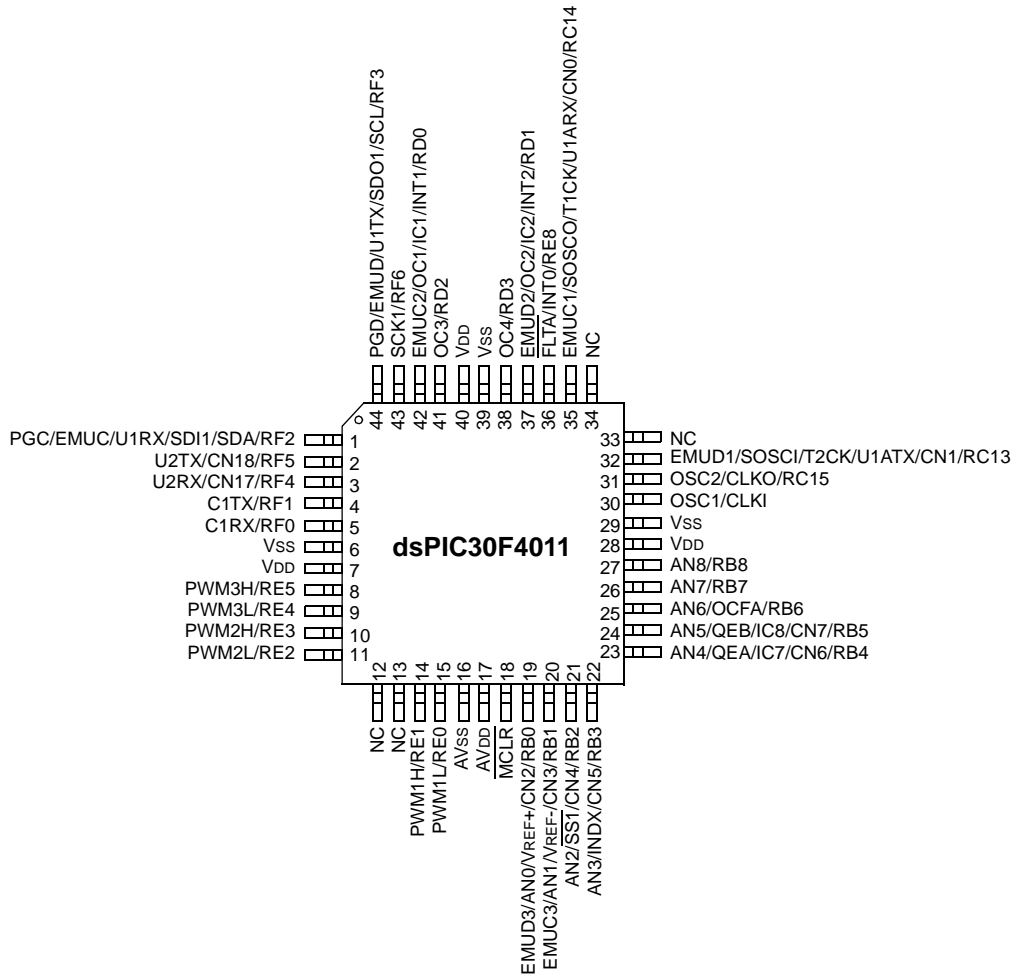 PGD/EMUD/U1TX/SDO1/SCL/RF3
SCK1/RF6
EMUC2/OC1/IC1/INT1/RD0
OC3/RD2
VDD
VSS
OC4/RD3
EMUD2/OC2/IC2/INT2/RD1
FLTA/INT0/RE8
EMUC1/SOSCO/T1CK/U1ARX/CN0/RC14
NC
44
43
42
41
40
39
38
37
36
35
34
PGC/EMUC/U1RX/SDI1/SDA/RF2 1
U2TX/CN18/RF5 2
U2RX/CN17/RF4 3
C1TX/RF1 4
C1RX/RF0 5
VSS 6
VDD 7
PWM3H/RE5 8
PWM3L/RE4 9
PWM2H/RE3 10
PWM2L/RE2 11
dsPIC30F4011
33 NC
32 EMUD1/SOSCI/T2CK/U1ATX/CN1/RC13
31 OSC2/CLKO/RC15
30 OSC1/CLKI
29 VSS
28 VDD
27 AN8/RB8
26 AN7/RB7
25 AN6/OCFA/RB6
24 AN5/QEB/IC8/CN7/RB5
23 AN4/QEA/IC7/CN6/RB4
12
13
14
15
16
17
18
19
20
21
22
NC
NC
PWM1H/RE1
PWM1L/RE0
AVSS
AVDD
MCLR
EMUD3/AN0/VREF+/CN2/RB0
EMUC3/AN1/VREF-/CN3/RB1
AN2/SS1/CN4/RB2
AN3/INDX/CN5/RB3